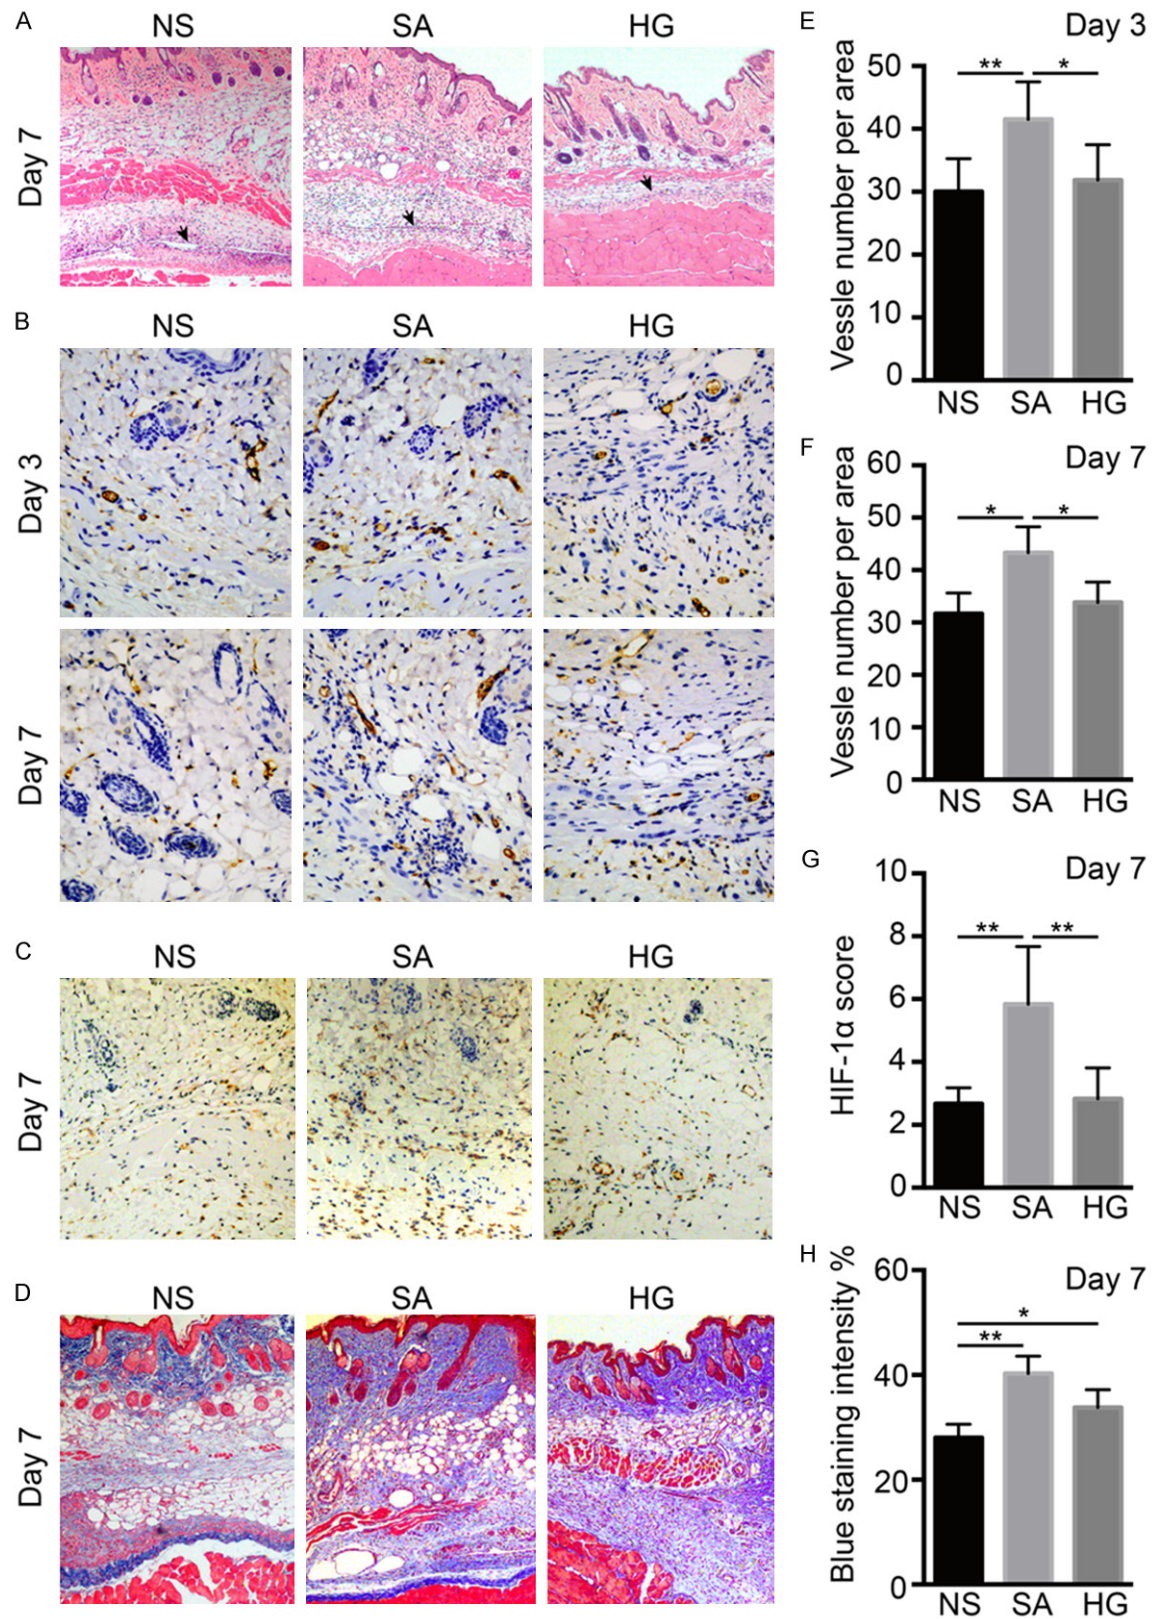 A
NS SA HG
Day 7
B
NS SA HG
Day 3
Day 7
C
NS SA HG
Day 7
D
NS SA HG
Day 7
E
Day 3
Vessle number per area
50
** *
40
30
20
10
0
NS SA HG
F
Day 7
Vessle number per area
60
50
* *
40
30
20
10
0
NS SA HG
G
Day 7
HIF-1α score
10
8
** **
6
4
2
0
NS SA HG
H
Day 7
Blue staining intensity %
60
*
**
40
20
0
NS SA HG